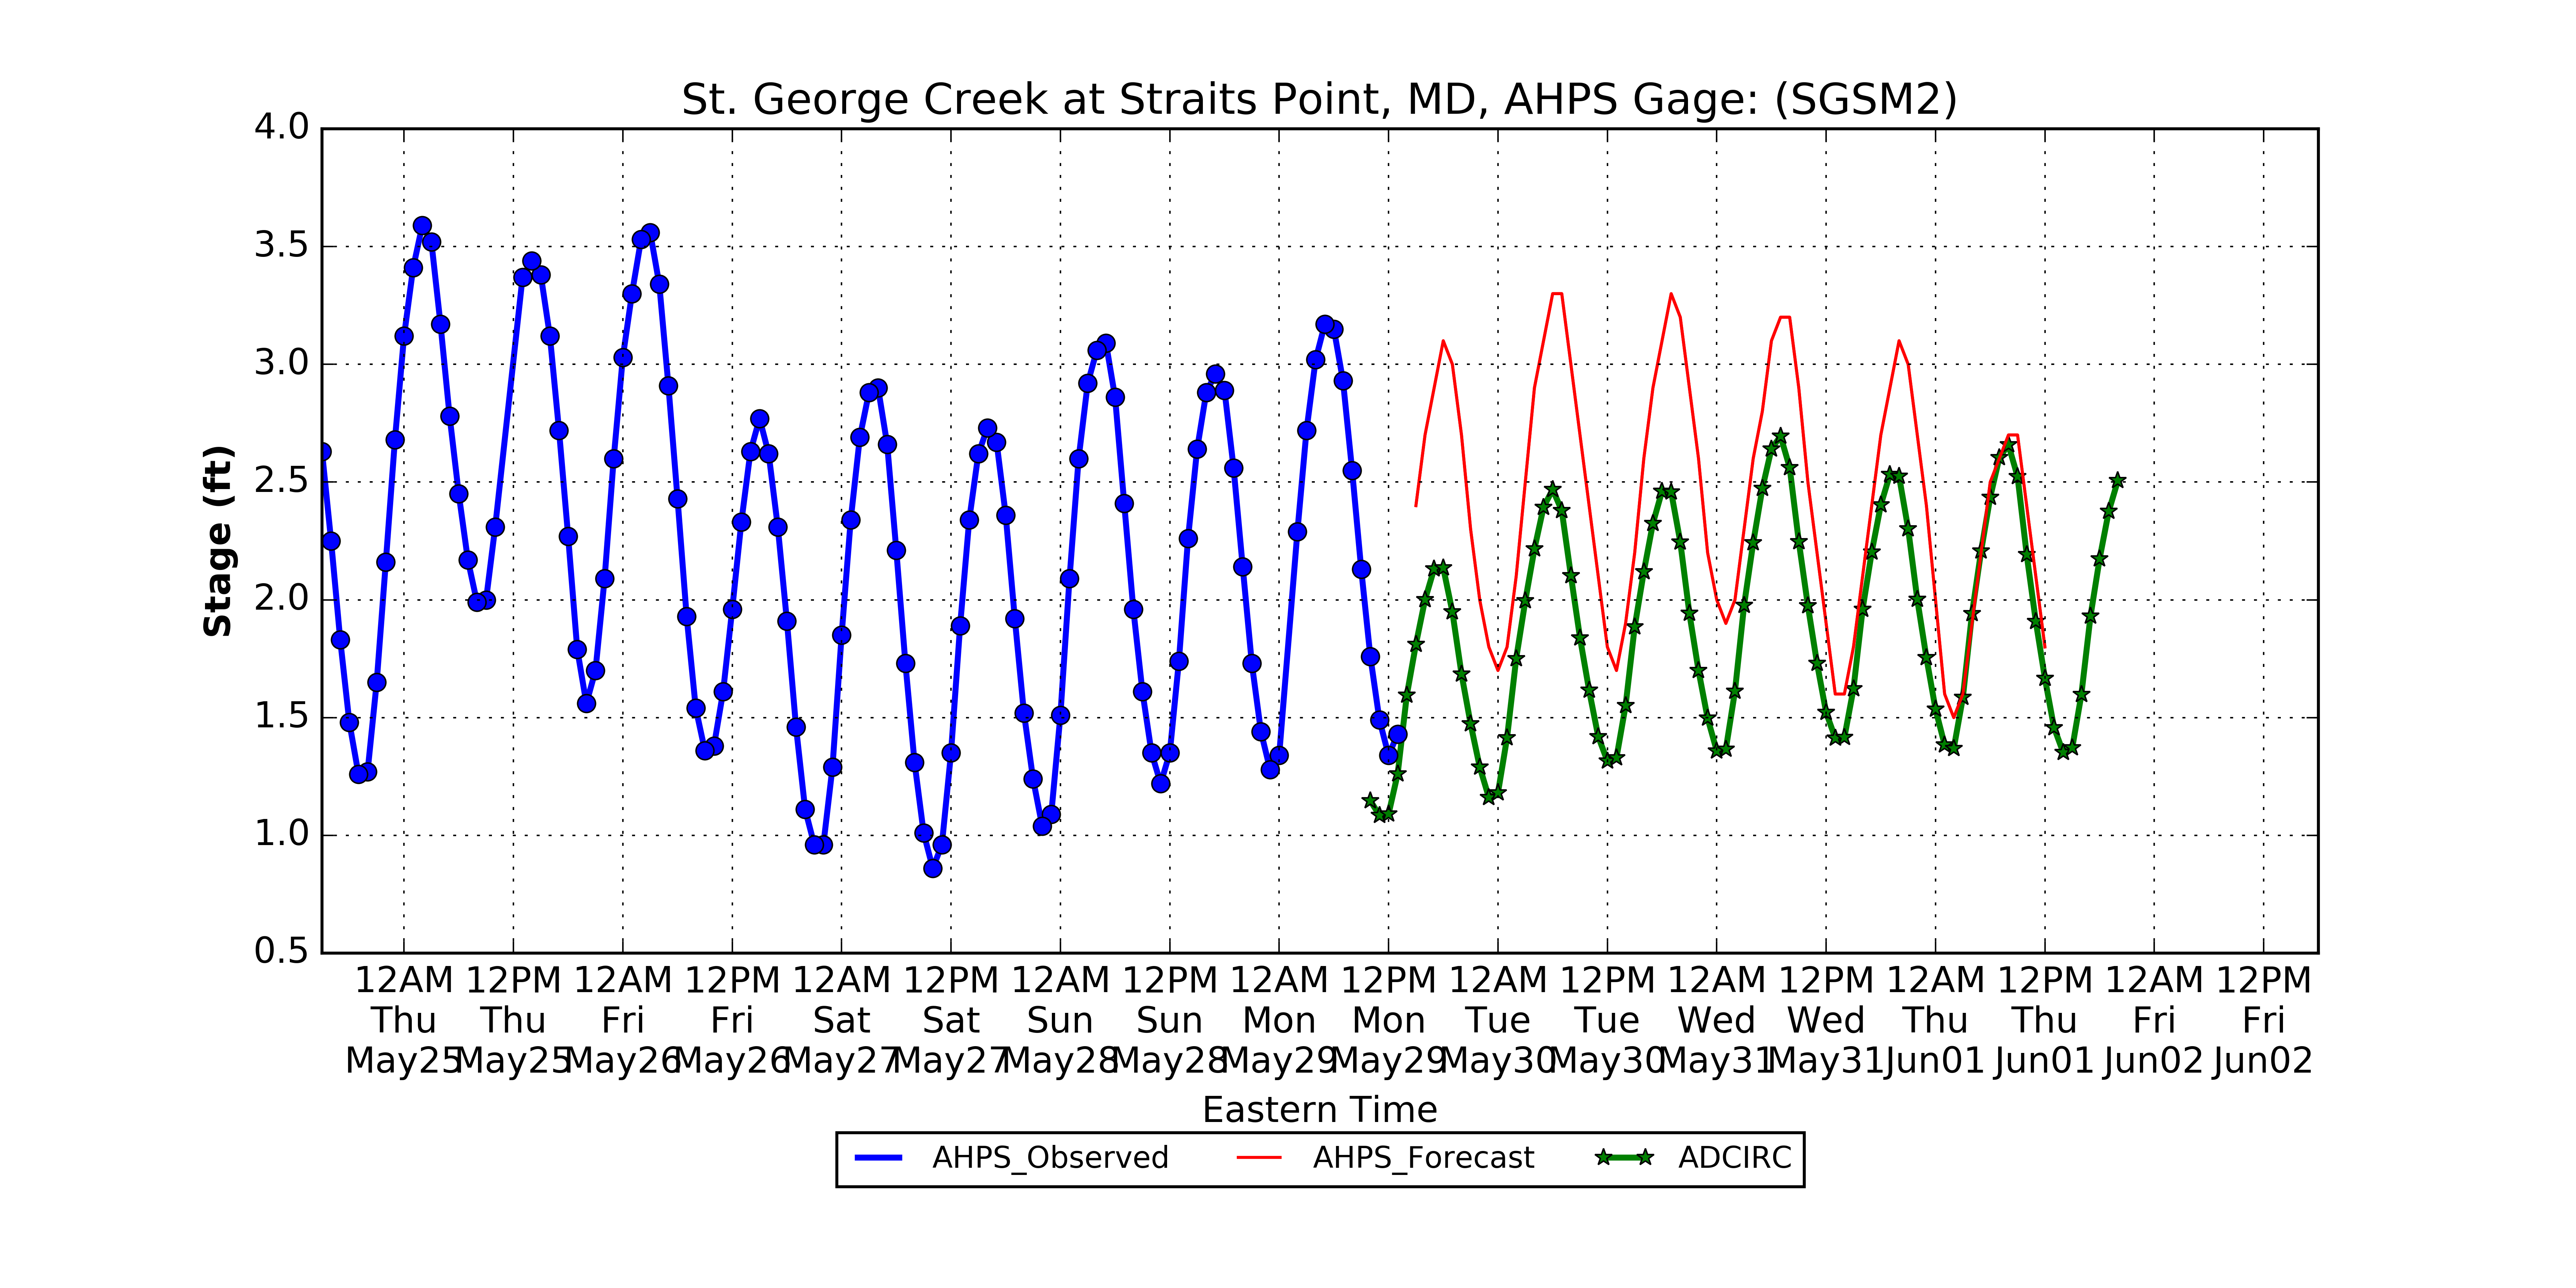 St. George Creek at Straits Point, MD, AHPS Gage: (SGSM2)
4.0
3.5
3.0
2.5
2.0
1.5
1.0
0.5
Stage (ft)
12AM 12PM 12AM 12PM 12AM 12PM 12AM 12PM 12AM 12PM 12AM 12PM 12AM 12PM 12AM 12PM 12AM 12PM
Thu Thu Fri Fri Sat Sat Sun Sun Mon Mon Tue Tue Wed Wed Thu Thu Fri Fri
May25 May25 May26 May26 May27 May27 May28 May28 May29 May29 May30 May30 May31 May31 Jun01 Jun01 Jun02 Jun02
Eastern Time
AHPS_Observed AHPS_Forecast ADCIRC